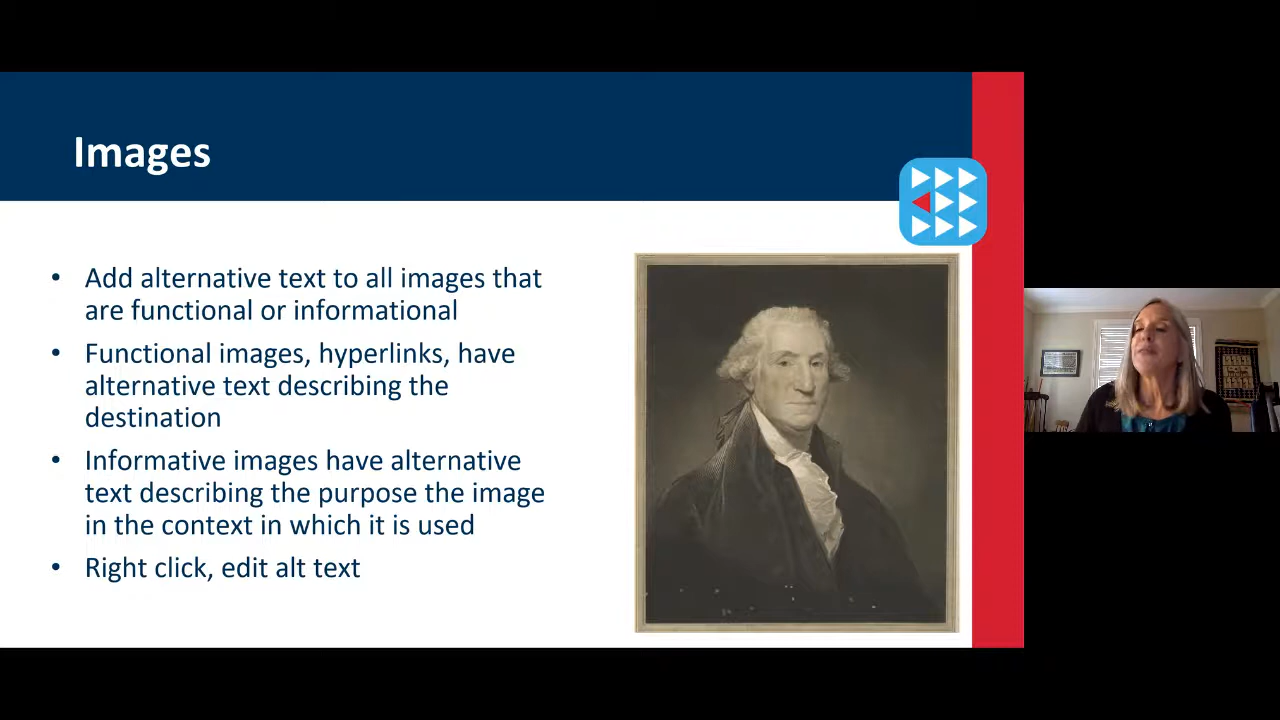 Images
• Add alternative text to all images that
are functional or informational
• Functional images, hyperlinks, have
alternative text describing the
destination
• Informative images have alternative
text describing the purpose the image
in the context in which it is used
• Right click, edit alt text